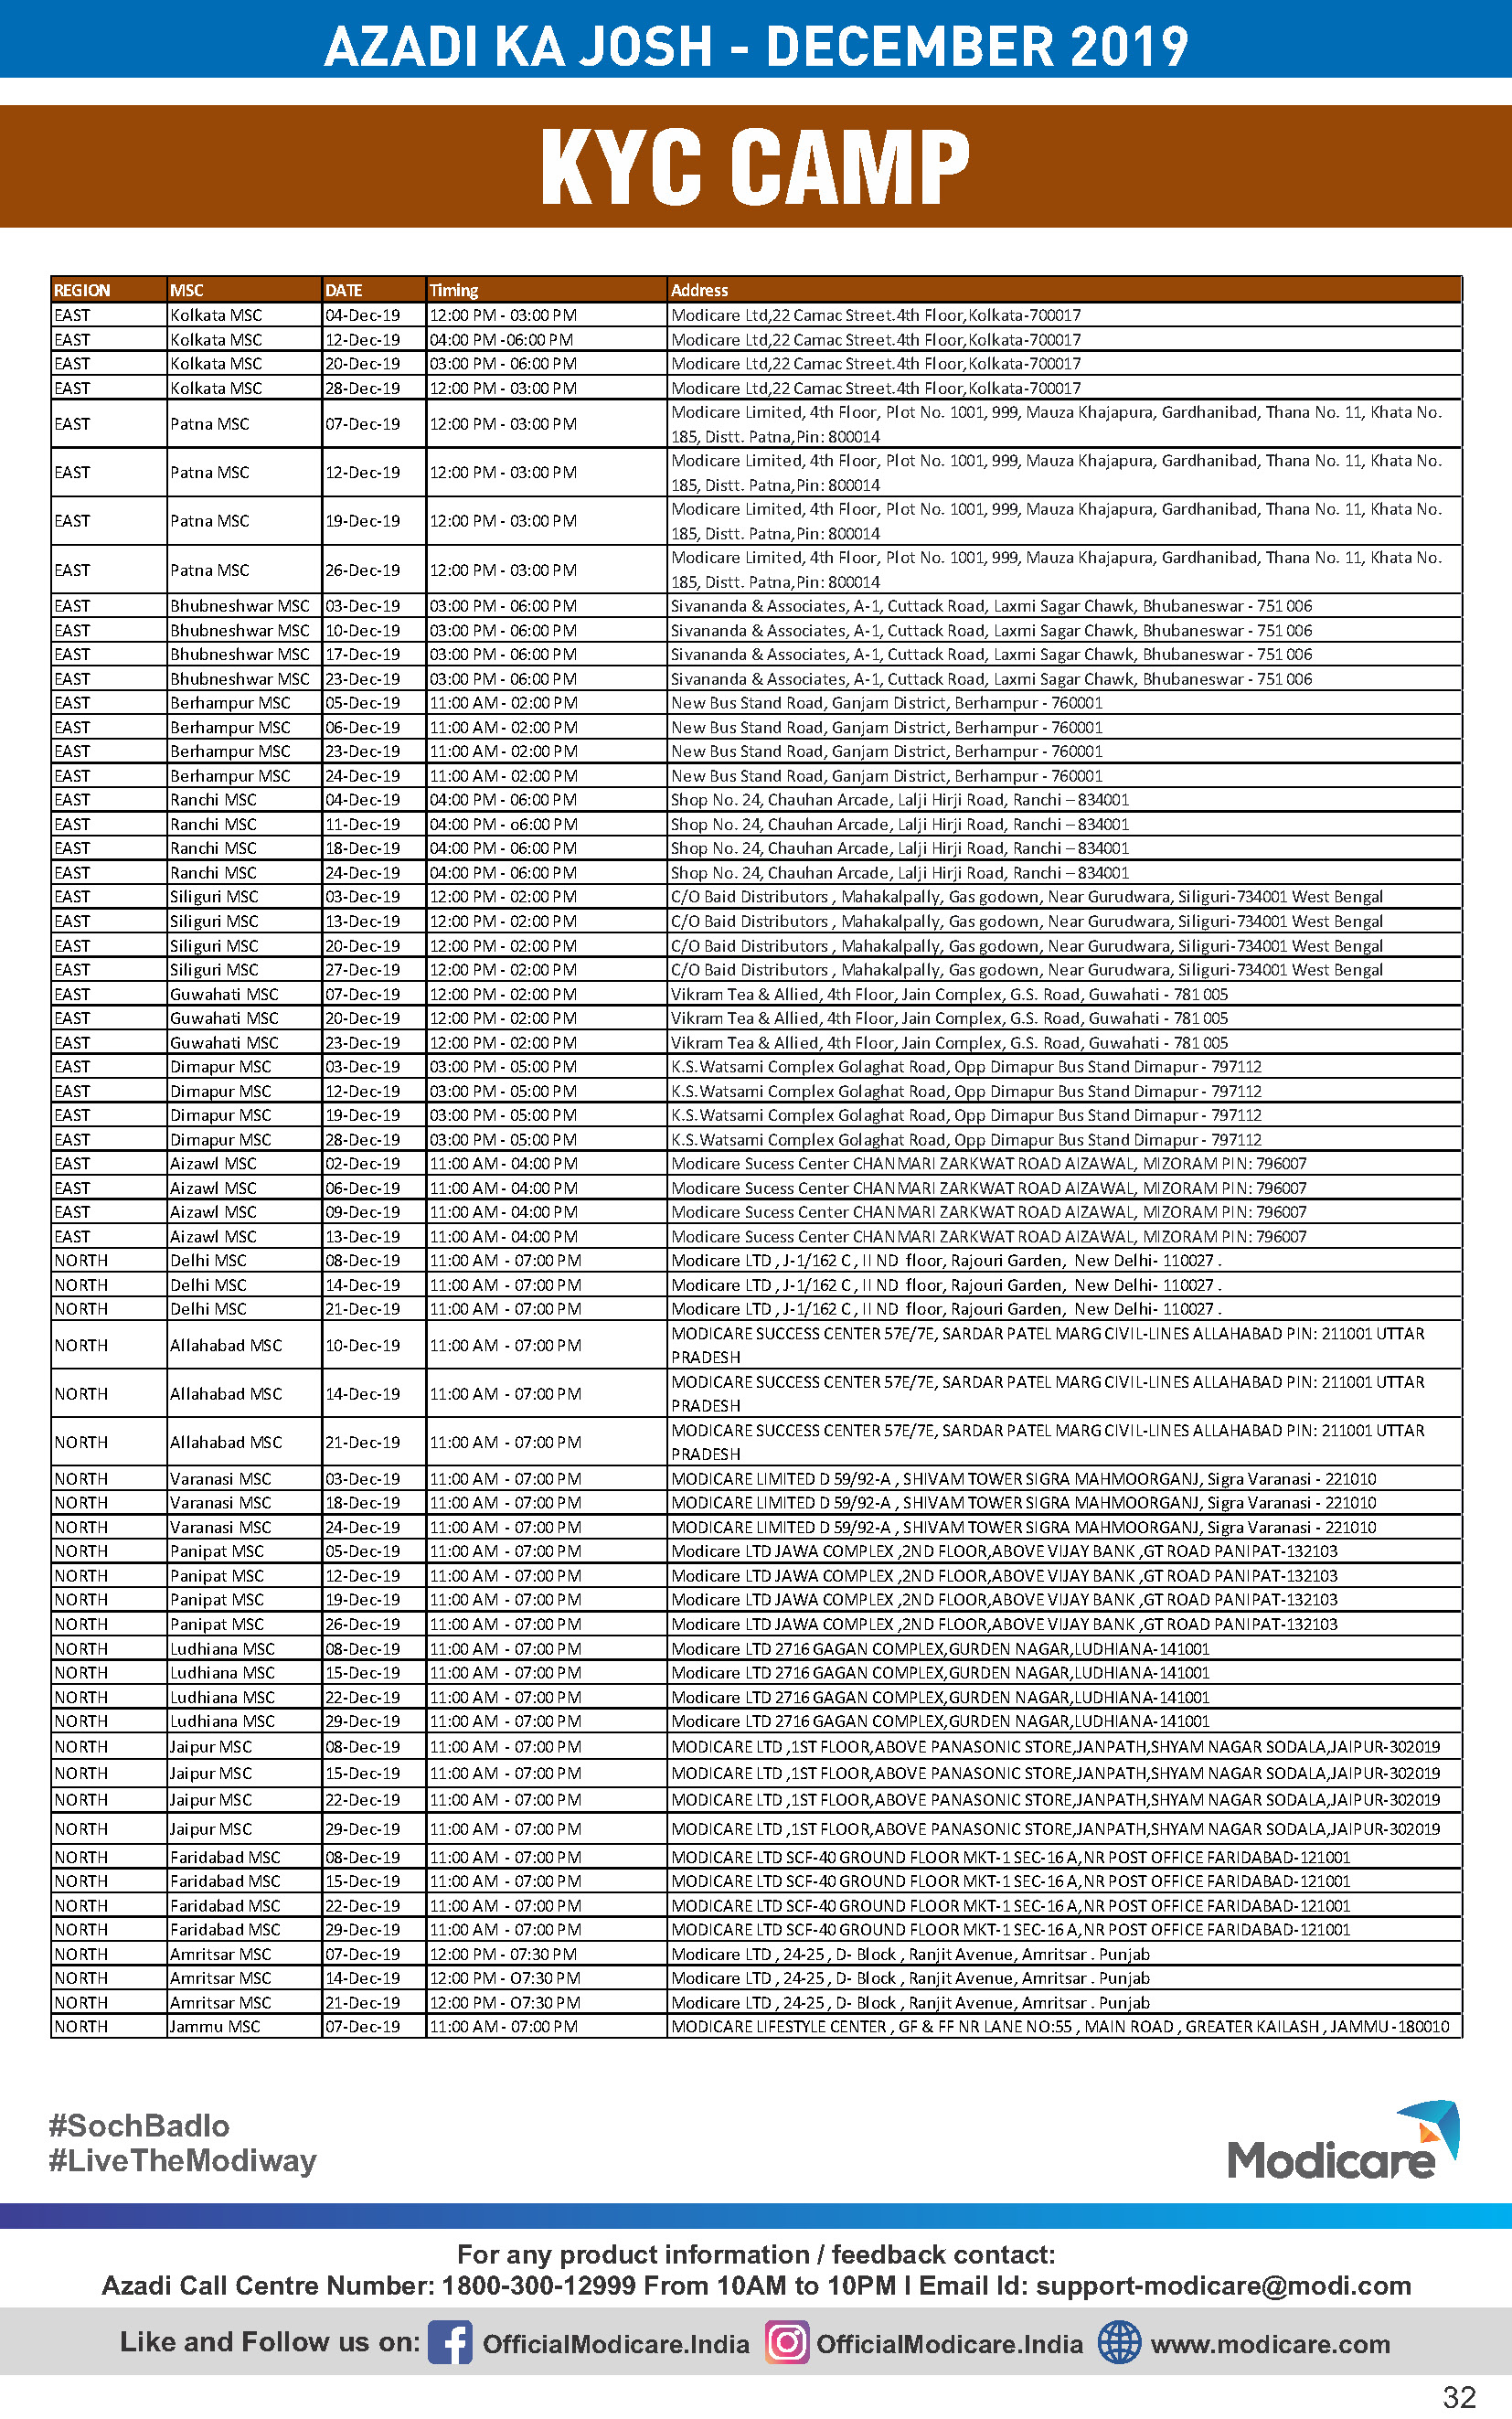 AZADI KA JOSH - DECEMBER 2019
KYC CAMP
REGION MSC DATE Timing Address
EAST Kolkata MSC 04-Dec-19 12:00 PM - 03:00 PM Modicare Ltd,22 Camac Street.4th Floor,Kolkata-700017
EAST Kolkata MSC 12-Dec-19 04:00 PM -06:00 PM Modicare Ltd,22 Camac Street.4th Floor,Kolkata-700017
EAST Kolkata MSC 20-Dec-19 03:00 PM - 06:00 PM Modicare Ltd,22 Camac Street.4th Floor,Kolkata-700017
EAST Kolkata MSC 28-Dec-19 12:00 PM - 03:00 PM Modicare Ltd,22 Camac Street.4th Floor,Kolkata-700017
EAST Patna MSC 07-Dec-19 12:00 PM - 03:00 PM Modicare Limited, 4th Floor, Plot No. 1001, 999, Mauza Khajapura, Gardhanibad, Thana No. 11, Khata No.
185, Distt. Patna,Pin: 800014
EAST Patna MSC 12-Dec-19 12:00 PM - 03:00 PM Modicare Limited, 4th Floor, Plot No. 1001, 999, Mauza Khajapura, Gardhanibad, Thana No. 11, Khata No.
185, Distt. Patna,Pin: 800014
EAST Patna MSC 19-Dec-19 12:00 PM - 03:00 PM Modicare Limited, 4th Floor, Plot No. 1001, 999, Mauza Khajapura, Gardhanibad, Thana No. 11, Khata No.
185, Distt. Patna,Pin: 800014
EAST Patna MSC 26-Dec-19 12:00 PM - 03:00 PM Modicare Limited, 4th Floor, Plot No. 1001, 999, Mauza Khajapura, Gardhanibad, Thana No. 11, Khata No.
185, Distt. Patna,Pin: 800014
EAST Bhubneshwar MSC 03-Dec-19 03:00 PM - 06:00 PM Sivananda & Associates, A-1, Cuttack Road, Laxmi Sagar Chawk, Bhubaneswar - 751 006
EAST Bhubneshwar MSC 10-Dec-19 03:00 PM - 06:00 PM Sivananda & Associates, A-1, Cuttack Road, Laxmi Sagar Chawk, Bhubaneswar - 751 006
EAST Bhubneshwar MSC 17-Dec-19 03:00 PM - 06:00 PM Sivananda & Associates, A-1, Cuttack Road, Laxmi Sagar Chawk, Bhubaneswar - 751 006
EAST Bhubneshwar MSC 23-Dec-19 03:00 PM - 06:00 PM Sivananda & Associates, A-1, Cuttack Road, Laxmi Sagar Chawk, Bhubaneswar - 751 006
EAST Berhampur MSC 05-Dec-19 11:00 AM - 02:00 PM New Bus Stand Road, Ganjam District, Berhampur - 760001
EAST Berhampur MSC 06-Dec-19 11:00 AM - 02:00 PM New Bus Stand Road, Ganjam District, Berhampur - 760001
EAST Berhampur MSC 23-Dec-19 11:00 AM - 02:00 PM New Bus Stand Road, Ganjam District, Berhampur - 760001
EAST Berhampur MSC 24-Dec-19 11:00 AM - 02:00 PM New Bus Stand Road, Ganjam District, Berhampur - 760001
EAST Ranchi MSC 04-Dec-19 04:00 PM - 06:00 PM Shop No. 24, Chauhan Arcade, Lalji Hirji Road, Ranchi – 834001
EAST Ranchi MSC 11-Dec-19 04:00 PM - o6:00 PM Shop No. 24, Chauhan Arcade, Lalji Hirji Road, Ranchi – 834001
EAST Ranchi MSC 18-Dec-19 04:00 PM - 06:00 PM Shop No. 24, Chauhan Arcade, Lalji Hirji Road, Ranchi – 834001
EAST Ranchi MSC 24-Dec-19 04:00 PM - 06:00 PM Shop No. 24, Chauhan Arcade, Lalji Hirji Road, Ranchi – 834001
EAST Siliguri MSC 03-Dec-19 12:00 PM - 02:00 PM C/O Baid Distributors , Mahakalpally, Gas godown, Near Gurudwara, Siliguri-734001 West Bengal
EAST Siliguri MSC 13-Dec-19 12:00 PM - 02:00 PM C/O Baid Distributors , Mahakalpally, Gas godown, Near Gurudwara, Siliguri-734001 West Bengal
EAST Siliguri MSC 20-Dec-19 12:00 PM - 02:00 PM C/O Baid Distributors , Mahakalpally, Gas godown, Near Gurudwara, Siliguri-734001 West Bengal
EAST Siliguri MSC 27-Dec-19 12:00 PM - 02:00 PM C/O Baid Distributors , Mahakalpally, Gas godown, Near Gurudwara, Siliguri-734001 West Bengal
EAST Guwahati MSC 07-Dec-19 12:00 PM - 02:00 PM Vikram Tea & Allied, 4th Floor, Jain Complex, G.S. Road, Guwahati - 781 005
EAST Guwahati MSC 20-Dec-19 12:00 PM - 02:00 PM Vikram Tea & Allied, 4th Floor, Jain Complex, G.S. Road, Guwahati - 781 005
EAST Guwahati MSC 23-Dec-19 12:00 PM - 02:00 PM Vikram Tea & Allied, 4th Floor, Jain Complex, G.S. Road, Guwahati - 781 005
EAST Dimapur MSC 03-Dec-19 03:00 PM - 05:00 PM K.S.Watsami Complex Golaghat Road, Opp Dimapur Bus Stand Dimapur - 797112
EAST Dimapur MSC 12-Dec-19 03:00 PM - 05:00 PM K.S.Watsami Complex Golaghat Road, Opp Dimapur Bus Stand Dimapur - 797112
EAST Dimapur MSC 19-Dec-19 03:00 PM - 05:00 PM K.S.Watsami Complex Golaghat Road, Opp Dimapur Bus Stand Dimapur - 797112
EAST Dimapur MSC 28-Dec-19 03:00 PM - 05:00 PM K.S.Watsami Complex Golaghat Road, Opp Dimapur Bus Stand Dimapur - 797112
EAST Aizawl MSC 02-Dec-19 11:00 AM - 04:00 PM Modicare Sucess Center CHANMARI ZARKWAT ROAD AIZAWAL, MIZORAM PIN: 796007
EAST Aizawl MSC 06-Dec-19 11:00 AM - 04:00 PM Modicare Sucess Center CHANMARI ZARKWAT ROAD AIZAWAL, MIZORAM PIN: 796007
EAST Aizawl MSC 09-Dec-19 11:00 AM - 04:00 PM Modicare Sucess Center CHANMARI ZARKWAT ROAD AIZAWAL, MIZORAM PIN: 796007
EAST Aizawl MSC 13-Dec-19 11:00 AM - 04:00 PM Modicare Sucess Center CHANMARI ZARKWAT ROAD AIZAWAL, MIZORAM PIN: 796007
NORTH Delhi MSC 08-Dec-19 11:00 AM - 07:00 PM Modicare LTD , J-1/162 C , II ND floor, Rajouri Garden, New Delhi- 110027 .
NORTH Delhi MSC 14-Dec-19 11:00 AM - 07:00 PM Modicare LTD , J-1/162 C , II ND floor, Rajouri Garden, New Delhi- 110027 .
NORTH Delhi MSC 21-Dec-19 11:00 AM - 07:00 PM Modicare LTD , J-1/162 C , II ND floor, Rajouri Garden, New Delhi- 110027 .
NORTH Allahabad MSC 10-Dec-19 11:00 AM - 07:00 PM MODICARE SUCCESS CENTER 57E/7E, SARDAR PATEL MARG CIVIL-LINES ALLAHABAD PIN: 211001 UTTAR
PRADESH
NORTH Allahabad MSC 14-Dec-19 11:00 AM - 07:00 PM MODICARE SUCCESS CENTER 57E/7E, SARDAR PATEL MARG CIVIL-LINES ALLAHABAD PIN: 211001 UTTAR
PRADESH
NORTH Allahabad MSC 21-Dec-19 11:00 AM - 07:00 PM MODICARE SUCCESS CENTER 57E/7E, SARDAR PATEL MARG CIVIL-LINES ALLAHABAD PIN: 211001 UTTAR
PRADESH
NORTH Varanasi MSC 03-Dec-19 11:00 AM - 07:00 PM MODICARE LIMITED D 59/92-A , SHIVAM TOWER SIGRA MAHMOORGANJ, Sigra Varanasi - 221010
NORTH Varanasi MSC 18-Dec-19 11:00 AM - 07:00 PM MODICARE LIMITED D 59/92-A , SHIVAM TOWER SIGRA MAHMOORGANJ, Sigra Varanasi - 221010
NORTH Varanasi MSC 24-Dec-19 11:00 AM - 07:00 PM MODICARE LIMITED D 59/92-A , SHIVAM TOWER SIGRA MAHMOORGANJ, Sigra Varanasi - 221010
NORTH Panipat MSC 05-Dec-19 11:00 AM - 07:00 PM Modicare LTD JAWA COMPLEX ,2ND FLOOR,ABOVE VIJAY BANK ,GT ROAD PANIPAT-132103
NORTH Panipat MSC 12-Dec-19 11:00 AM - 07:00 PM Modicare LTD JAWA COMPLEX ,2ND FLOOR,ABOVE VIJAY BANK ,GT ROAD PANIPAT-132103
NORTH Panipat MSC 19-Dec-19 11:00 AM - 07:00 PM Modicare LTD JAWA COMPLEX ,2ND FLOOR,ABOVE VIJAY BANK ,GT ROAD PANIPAT-132103
NORTH Panipat MSC 26-Dec-19 11:00 AM - 07:00 PM Modicare LTD JAWA COMPLEX ,2ND FLOOR,ABOVE VIJAY BANK ,GT ROAD PANIPAT-132103
NORTH Ludhiana MSC 08-Dec-19 11:00 AM - 07:00 PM Modicare LTD 2716 GAGAN COMPLEX,GURDEN NAGAR,LUDHIANA-141001
NORTH Ludhiana MSC 15-Dec-19 11:00 AM - 07:00 PM Modicare LTD 2716 GAGAN COMPLEX,GURDEN NAGAR,LUDHIANA-141001
NORTH Ludhiana MSC 22-Dec-19 11:00 AM - 07:00 PM Modicare LTD 2716 GAGAN COMPLEX,GURDEN NAGAR,LUDHIANA-141001
NORTH Ludhiana MSC 29-Dec-19 11:00 AM - 07:00 PM Modicare LTD 2716 GAGAN COMPLEX,GURDEN NAGAR,LUDHIANA-141001
NORTH Jaipur MSC 08-Dec-19 11:00 AM - 07:00 PM MODICARE LTD ,1ST FLOOR,ABOVE PANASONIC STORE,JANPATH,SHYAM NAGAR SODALA,JAIPUR-302019
NORTH Jaipur MSC 15-Dec-19 11:00 AM - 07:00 PM MODICARE LTD ,1ST FLOOR,ABOVE PANASONIC STORE,JANPATH,SHYAM NAGAR SODALA,JAIPUR-302019
NORTH Jaipur MSC 22-Dec-19 11:00 AM - 07:00 PM MODICARE LTD ,1ST FLOOR,ABOVE PANASONIC STORE,JANPATH,SHYAM NAGAR SODALA,JAIPUR-302019
NORTH Jaipur MSC 29-Dec-19 11:00 AM - 07:00 PM MODICARE LTD ,1ST FLOOR,ABOVE PANASONIC STORE,JANPATH,SHYAM NAGAR SODALA,JAIPUR-302019
NORTH Faridabad MSC 08-Dec-19 11:00 AM - 07:00 PM MODICARE LTD SCF-40 GROUND FLOOR MKT-1 SEC-16 A,NR POST OFFICE FARIDABAD-121001
NORTH Faridabad MSC 15-Dec-19 11:00 AM - 07:00 PM MODICARE LTD SCF-40 GROUND FLOOR MKT-1 SEC-16 A,NR POST OFFICE FARIDABAD-121001
NORTH Faridabad MSC 22-Dec-19 11:00 AM - 07:00 PM MODICARE LTD SCF-40 GROUND FLOOR MKT-1 SEC-16 A,NR POST OFFICE FARIDABAD-121001
NORTH Faridabad MSC 29-Dec-19 11:00 AM - 07:00 PM MODICARE LTD SCF-40 GROUND FLOOR MKT-1 SEC-16 A,NR POST OFFICE FARIDABAD-121001
NORTH Amritsar MSC 07-Dec-19 12:00 PM - 07:30 PM Modicare LTD , 24-25 , D- Block , Ranjit Avenue, Amritsar . Punjab
NORTH Amritsar MSC 14-Dec-19 12:00 PM - O7:30 PM Modicare LTD , 24-25 , D- Block , Ranjit Avenue, Amritsar . Punjab
NORTH Amritsar MSC 21-Dec-19 12:00 PM - O7:30 PM Modicare LTD , 24-25 , D- Block , Ranjit Avenue, Amritsar . Punjab
NORTH Jammu MSC 07-Dec-19 11:00 AM - 07:00 PM MODICARE LIFESTYLE CENTER , GF & FF NR LANE NO:55 , MAIN ROAD , GREATER KAILASH , JAMMU -180010
#SochBadlo
#LiveTheModiway
Modicare
For any product information / feedback contact:
Azadi Call Centre Number: 1800-300-12999 From 10AM to 10PM I Email Id: support-modicare@modi.com
Like and Follow us on: OfficialModicare.India OfficialModicare.India www.modicare.com
32